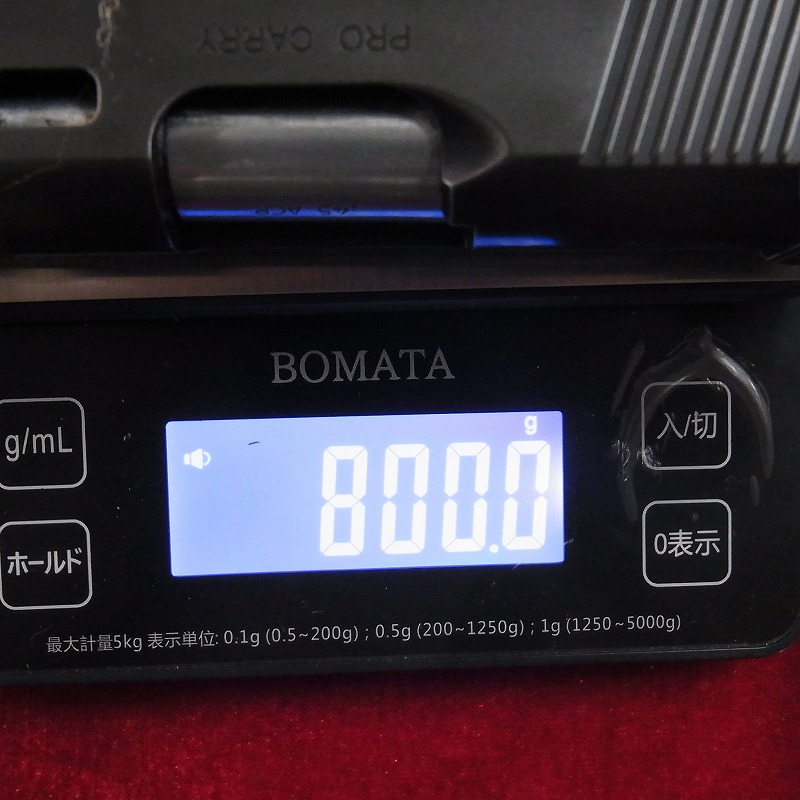 PRO CARRY
.45 ACP
BOMATA
g/mL
g
入/切
800.0
ホールド
0表示
最大計量5kg 表示単位: 0.1g (0.5~200g) ; 0.5g (200~1250g) ; 1g (1250~5000g)